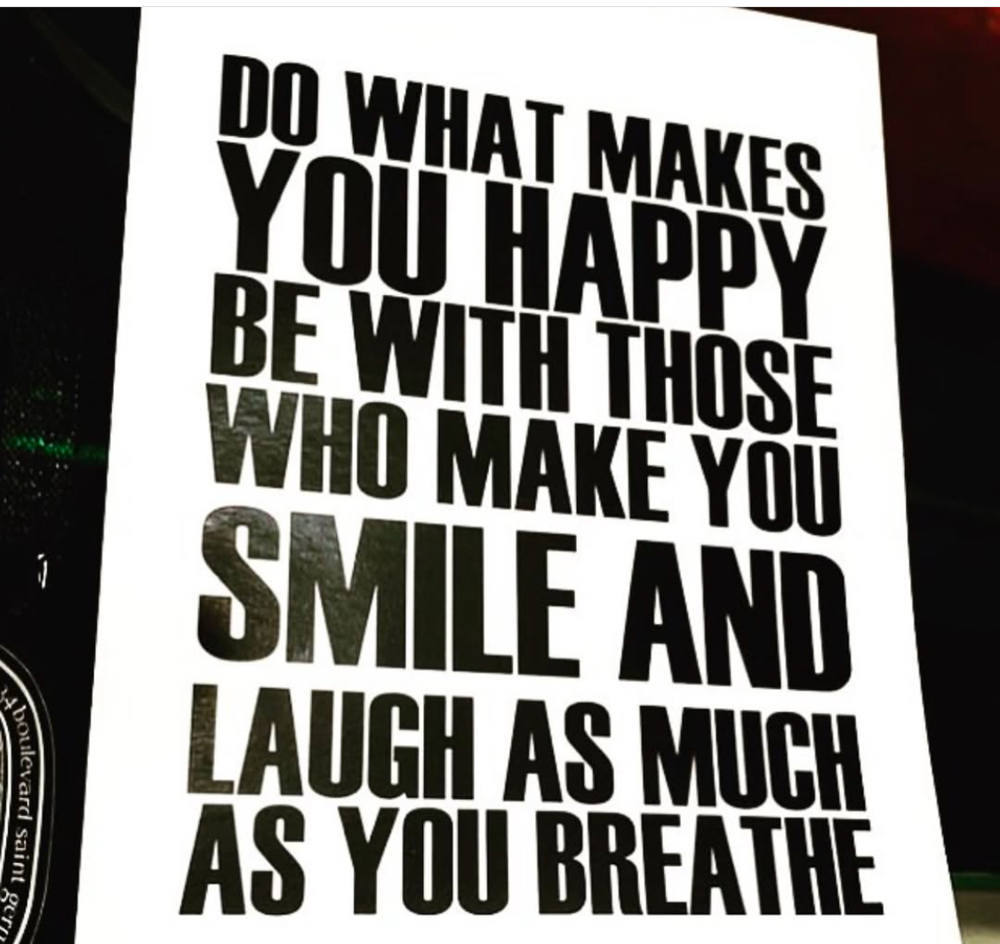 DO WHAT MAKES
YOU HAPPY
BE WITH THOSE
WHO MAKE YOU
SMILE AND
LAUGH AS MUCH
AS YOU BREATHE
34 boulevard saint